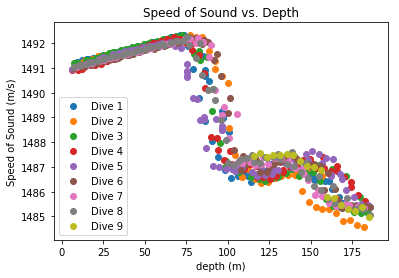 Speed of Sound vs. Depth
Speed of Sound (m/s)
1492
1491
1490
1489
1488
1487
1486
1485
Dive 1
Dive 2
Dive 3
Dive 4
Dive 5
Dive 6
Dive 7
Dive 8
Dive 9
0 25 50 75 100 125 150 175
depth (m)